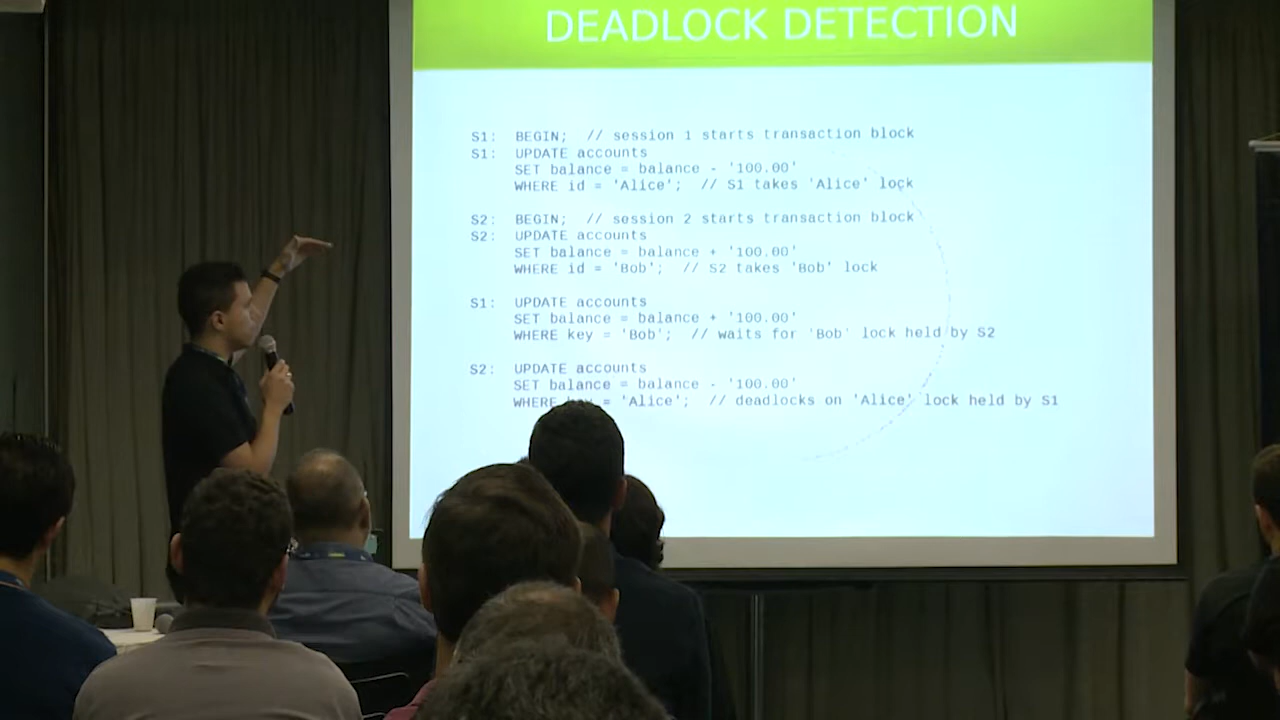 DEADLOCK DETECTION
S1: BEGIN; // session 1 starts transaction block
S1: UPDATE accounts
SET balance = balance - '100.00'
WHERE id = 'Alice'; // S1 takes 'Alice' lock
S2: BEGIN; // session 2 starts transaction block
S2: UPDATE accounts
SET balance = balance + '100.00'
WHERE id = 'Bob'; // S2 takes 'Bob' lock
S1: UPDATE accounts
SET balance = balance + '100.00'
WHERE key = 'Bob'; // waits for 'Bob' lock held by S2
S2: UPDATE accounts
SET balance = balance - '100.00'
WHERE = 'Alice'; // deadlocks on 'Alice' lock held by S1